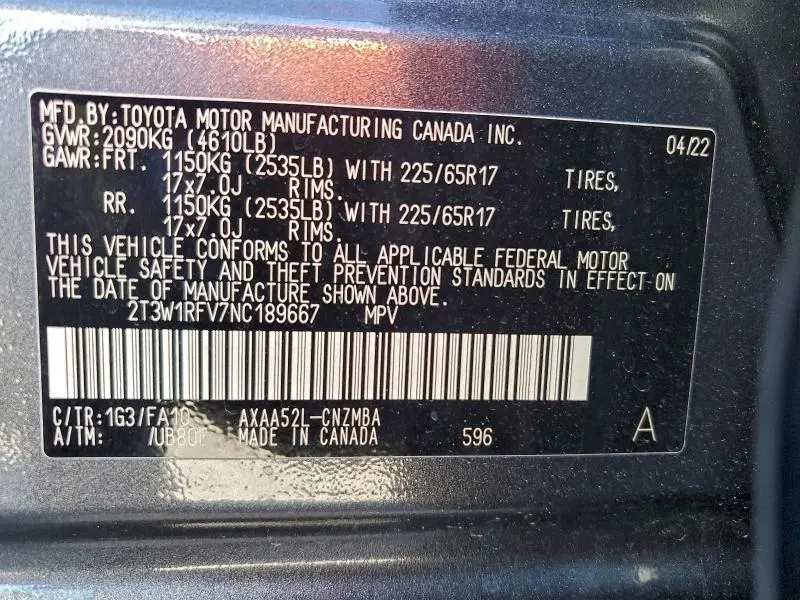 MFD.BY:TOYOTA MOTOR MANUFACTURING CANADA INC.
GVWR:2090KG (4610LB) 04/22
GAWR:FRT. 1150KG (2535LB) WITH 225/65R17 TIRES,
17x7.0J RIMS.
RR. 1150KG (2535LB) WITH 225/65R17 TIRES,
17x7.0J RIMS.
THIS VEHICLE CONFORMS TO ALL APPLICABLE FEDERAL MOTOR
VEHICLE SAFETY AND THEFT PREVENTION STANDARDS IN EFFECT ON
THE DATE OF MANUFACTURE SHOWN ABOVE.
2T3W1RFV7NC189667 MPV
C/TR:1G3/FA10 AXAA52L-CNZMBA
A/TM: /UB80F MADE IN CANADA 596 A